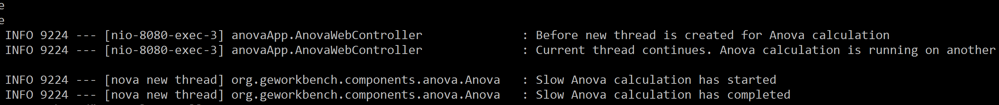 e
e
INFO 9224 --- [nio-8080-exec-3] anovaApp.AnovaWebController : Before new thread is created for Anova calculation
INFO 9224 --- [nio-8080-exec-3] anovaApp.AnovaWebController : Current thread continues. Anova calculation is running on another
INFO 9224 --- [nova new thread] org.geworkbench.components.anova.Anova : Slow Anova calculation has started
INFO 9224 --- [nova new thread] org.geworkbench.components.anova.Anova : Slow Anova calculation has completed